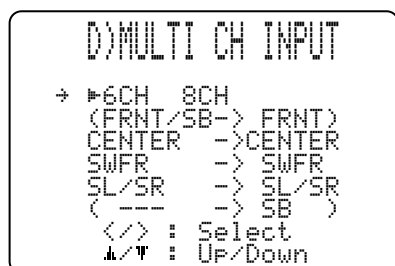 D)MULTI CH INPUT
→ ▶6CH 8CH
(FRNT/SB-> FRNT)
CENTER ->CENTER
SWFR -> SWFR
SL/SR -> SL/SR
( --- -> SB )
</> : Select
▲/▼ : Up/Down